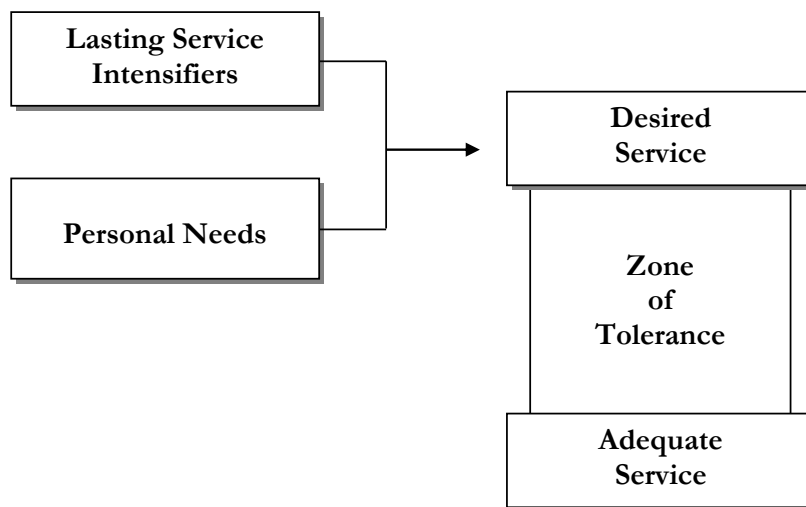 Lasting Service
Intensifiers
Personal Needs
Desired
Service
Zone
of
Tolerance
Adequate
Service